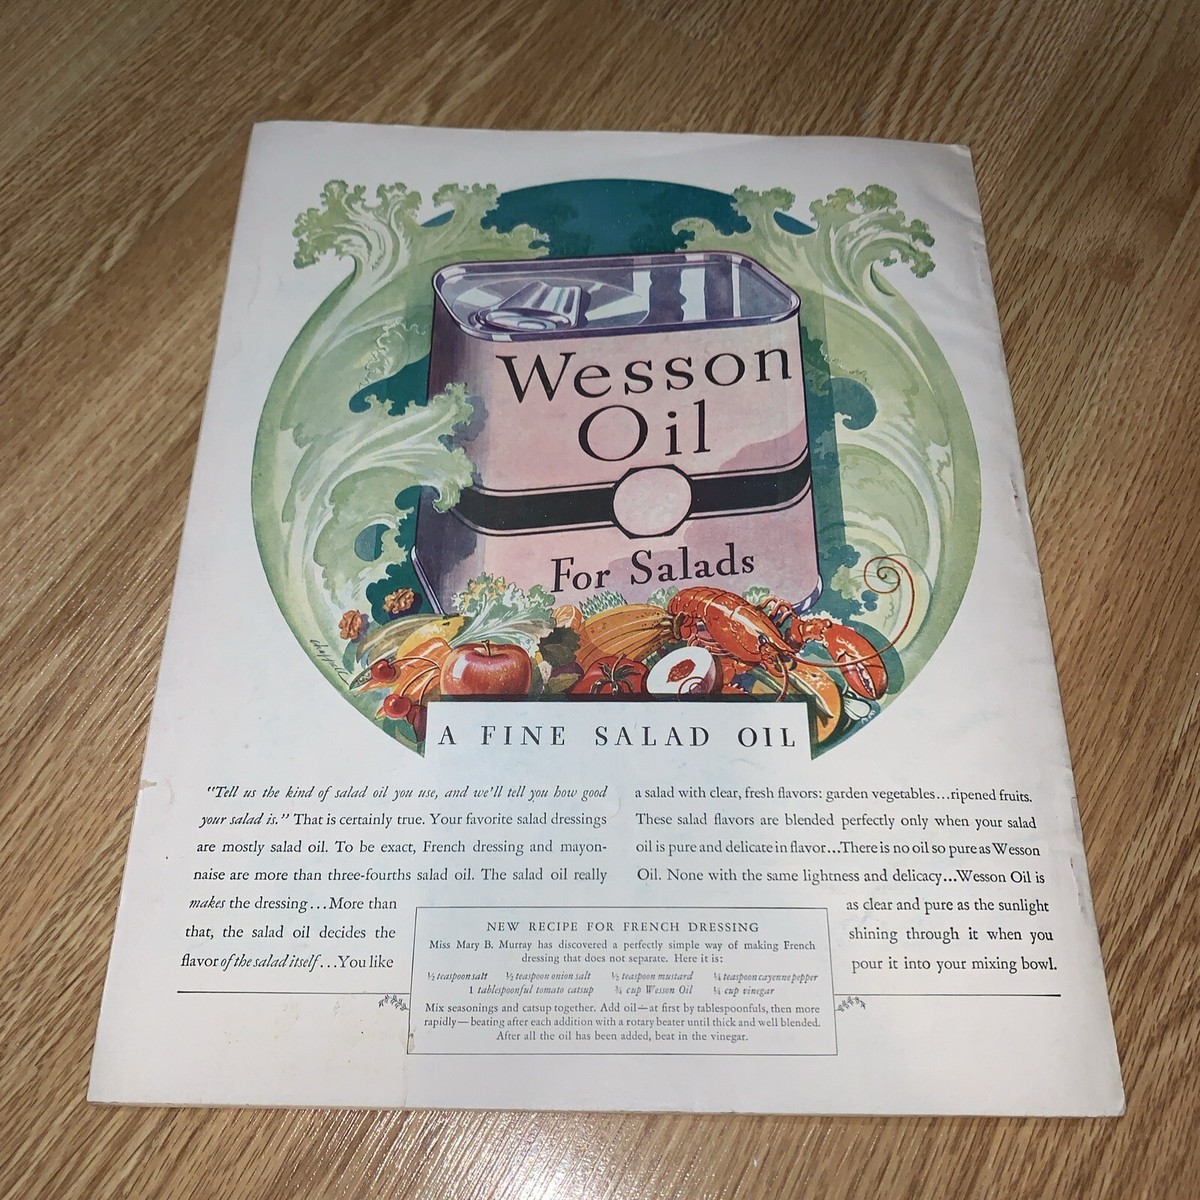 Wesson
Oil
For Salads
A FINE SALAD OIL
"Tell us the kind of salad oil you use, and we'll tell you how good
your salad is." That is certainly true. Your favorite salad dressings
are mostly salad oil. To be exact, French dressing and mayon-
naise are more than three-fourths salad oil. The salad oil really
makes the dressing...More than
that, the salad oil decides the
flavor of the salad itself...You like
a salad with clear, fresh flavors: garden vegetables...ripened fruits.
These salad flavors are blended perfectly only when your salad
oil is pure and delicate in flavor...There is no oil so pure as Wesson
Oil. None with the same lightness and delicacy...Wesson Oil is
as clear and pure as the sunlight
shining through it when you
pour it into your mixing bowl.
NEW RECIPE FOR FRENCH DRESSING
Miss Mary B. Murray has discovered a perfectly simple way of making French
dressing that does not separate. Here it is:
½ teaspoon salt ½ teaspoon onion salt ½ teaspoon mustard ¼ teaspoon cayenne pepper
1 tablespoonful tomato catsup ¾ cup Wesson Oil ¼ cup vinegar
Mix seasonings and catsup together. Add oil—at first by tablespoonfuls, then more
rapidly—beating after each addition with a rotary beater until thick and well blended.
After all the oil has been added, beat in the vinegar.